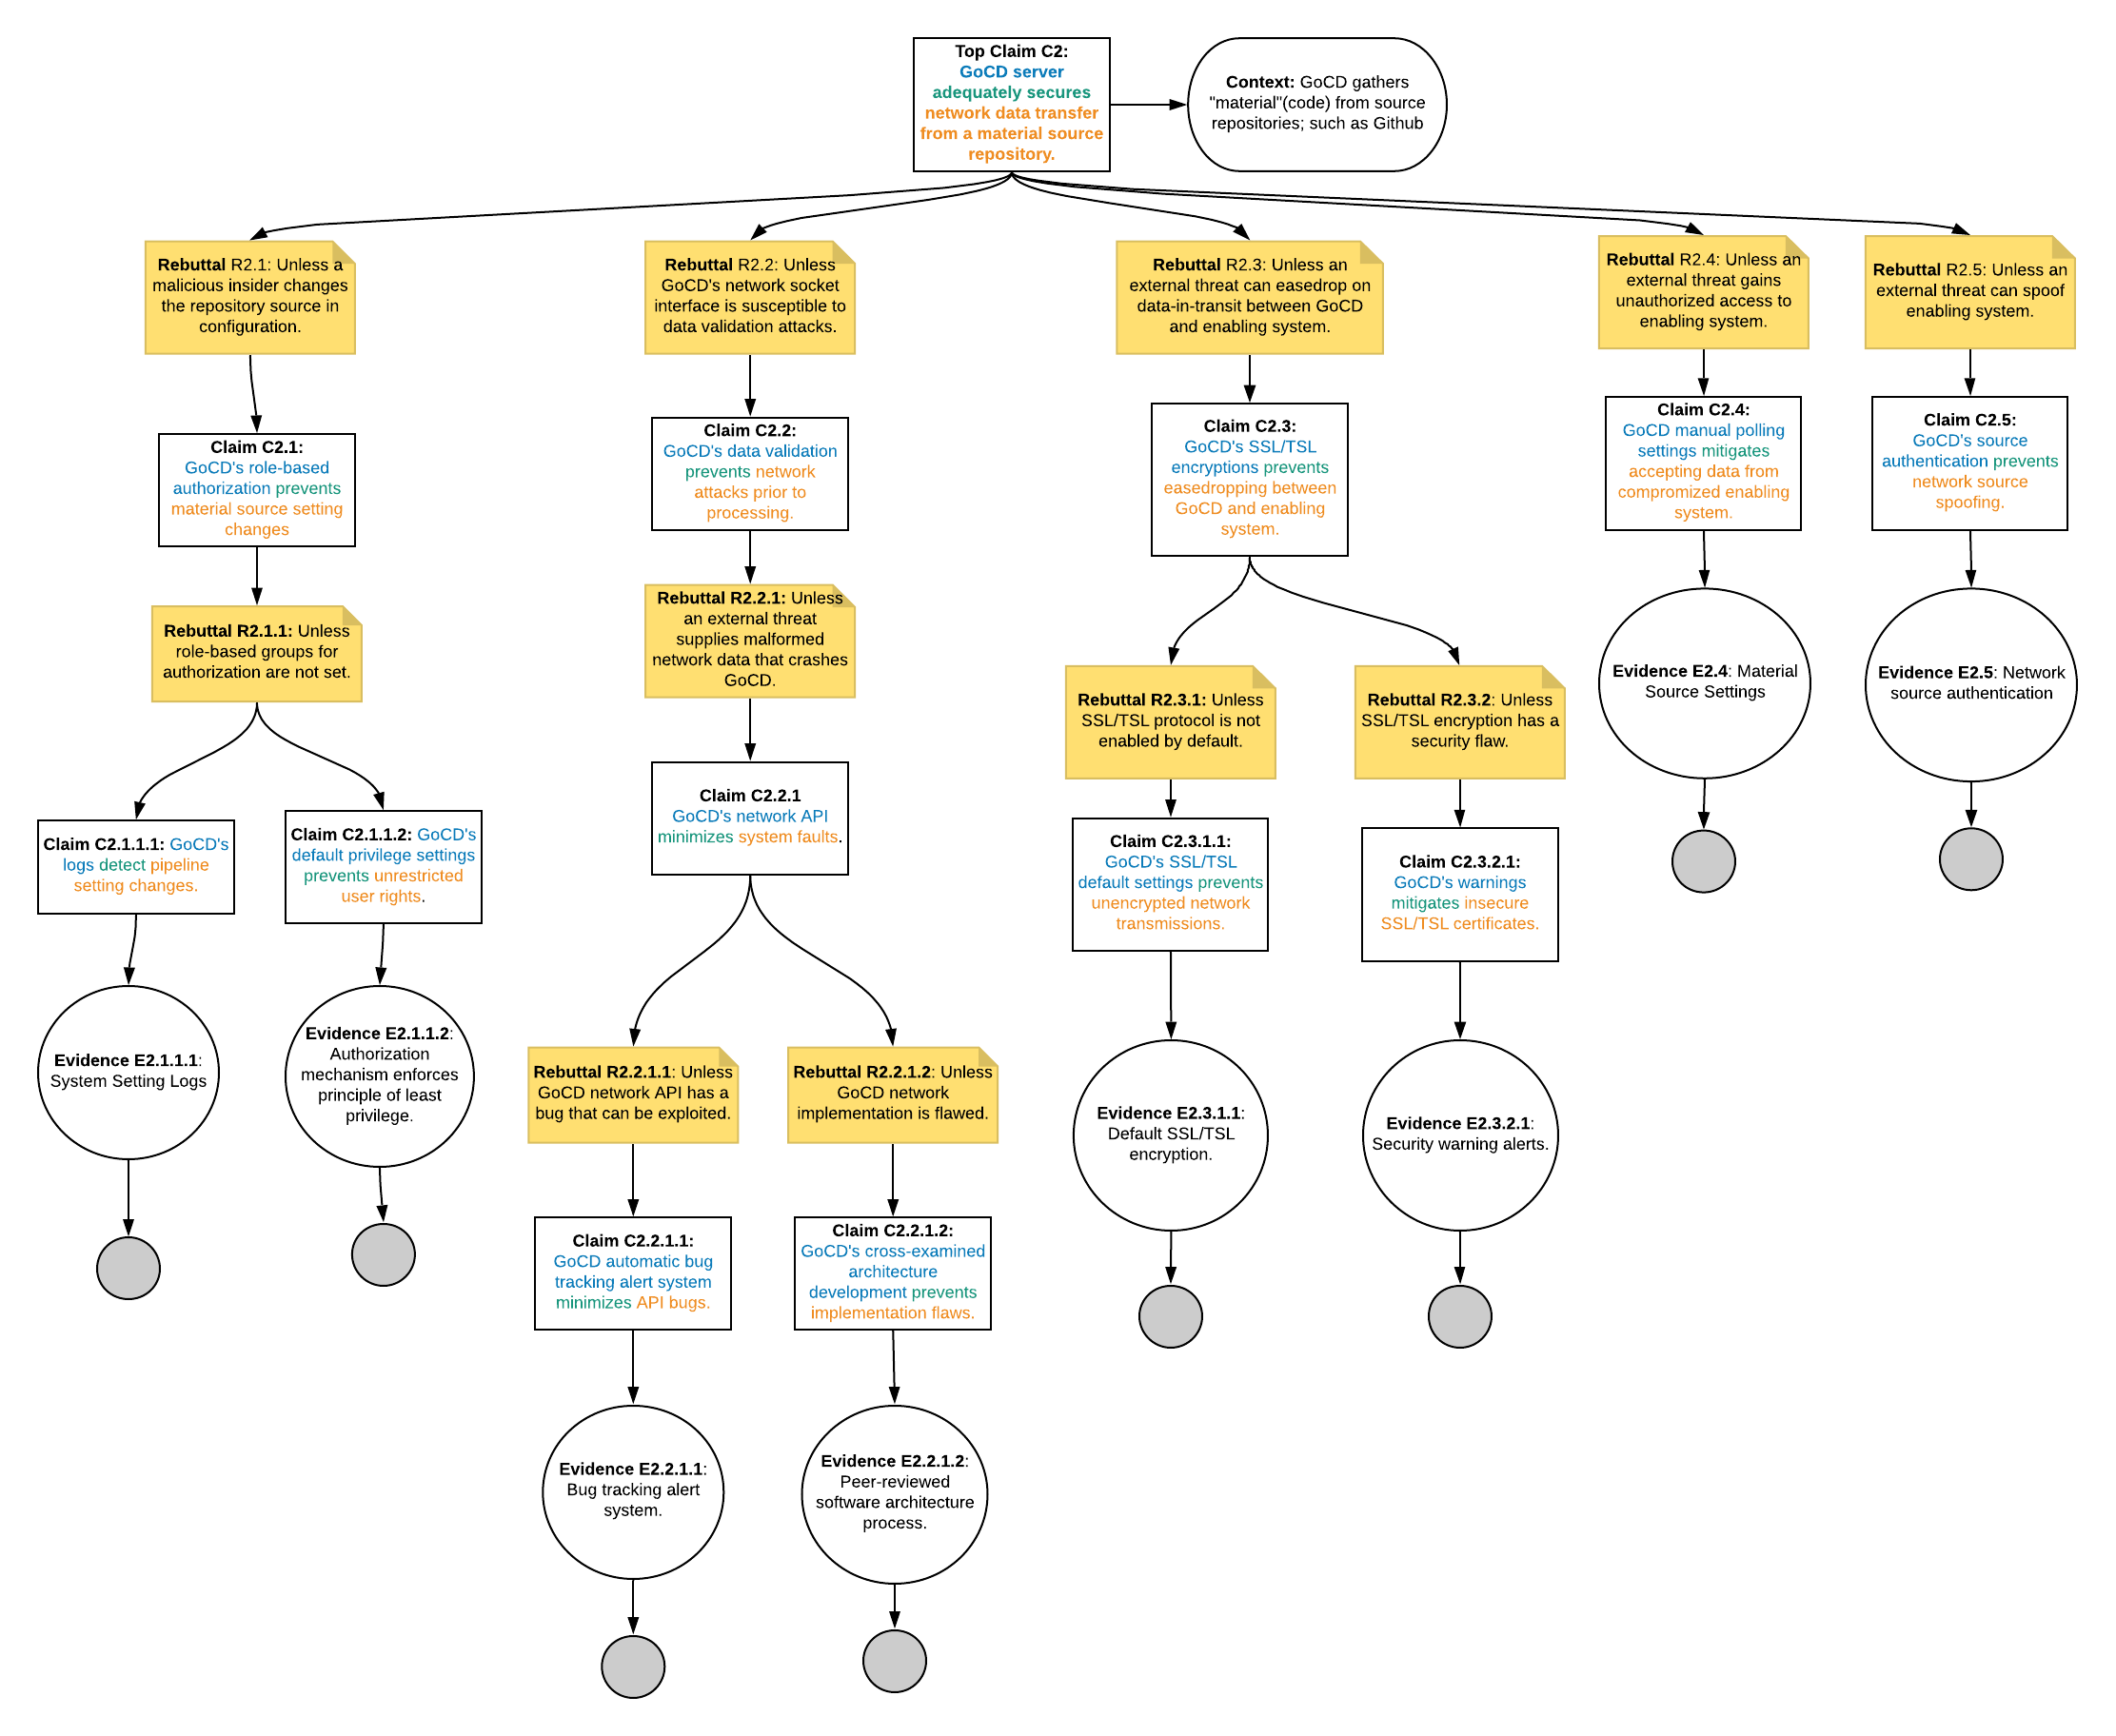 Top Claim C2:
GoCD server
adequately secures
network data transfer
from a material source
repository.
Context: GoCD gathers
"material"(code) from source
repositories; such as Github
Rebuttal R2.1: Unless a
malicious insider changes
the repository source in
configuration.
Rebuttal R2.2: Unless
GoCD's network socket
interface is susceptible to
data validation attacks.
Rebuttal R2.3: Unless an
external threat can easedrop on
data-in-transit between GoCD
and enabling system.
Rebuttal R2.4: Unless an
external threat gains
unauthorized access to
enabling system.
Rebuttal R2.5: Unless an
external threat can spoof
enabling system.
Claim C2.1:
GoCD's role-based
authorization prevents
material source setting
changes
Claim C2.2:
GoCD's data validation
prevents network
attacks prior to
processing.
Claim C2.3:
GoCD's SSL/TSL
encryptions prevents
easedropping between
GoCD and enabling
system.
Claim C2.4:
GoCD manual polling
settings mitigates
accepting data from
compromized enabling
system.
Claim C2.5:
GoCD's source
authentication prevents
network source
spoofing.
Rebuttal R2.1.1: Unless
role-based groups for
authorization are not set.
Rebuttal R2.2.1: Unless
an external threat
supplies malformed
network data that crashes
GoCD.
Rebuttal R2.3.1: Unless
SSL/TSL protocol is not
enabled by default.
Rebuttal R2.3.2: Unless
SSL/TSL encryption has a
security flaw.
Evidence E2.4: Material
Source Settings
Evidence E2.5: Network
source authentication
Claim C2.1.1.1: GoCD's
logs detect pipeline
setting changes.
Claim C2.1.1.2: GoCD's
default privilege settings
prevents unrestricted
user rights.
Claim C2.2.1
GoCD's network API
minimizes system faults.
Claim C2.3.1.1:
GoCD's SSL/TSL
default settings prevents
unencrypted network
transmissions.
Claim C2.3.2.1:
GoCD's warnings
mitigates insecure
SSL/TSL certificates.
Evidence E2.1.1.1:
System Setting Logs
Evidence E2.1.1.2:
Authorization
mechanism enforces
principle of least
privilege.
Rebuttal R2.2.1.1: Unless
GoCD network API has a
bug that can be exploited.
Rebuttal R2.2.1.2: Unless
GoCD network
implementation is flawed.
Evidence E2.3.1.1:
Default SSL/TSL
encryption.
Evidence E2.3.2.1:
Security warning alerts.
Claim C2.2.1.1:
GoCD automatic bug
tracking alert system
minimizes API bugs.
Claim C2.2.1.2:
GoCD's cross-examined
architecture
development prevents
implementation flaws.
Evidence E2.2.1.1:
Bug tracking alert
system.
Evidence E2.2.1.2:
Peer-reviewed
software architecture
process.